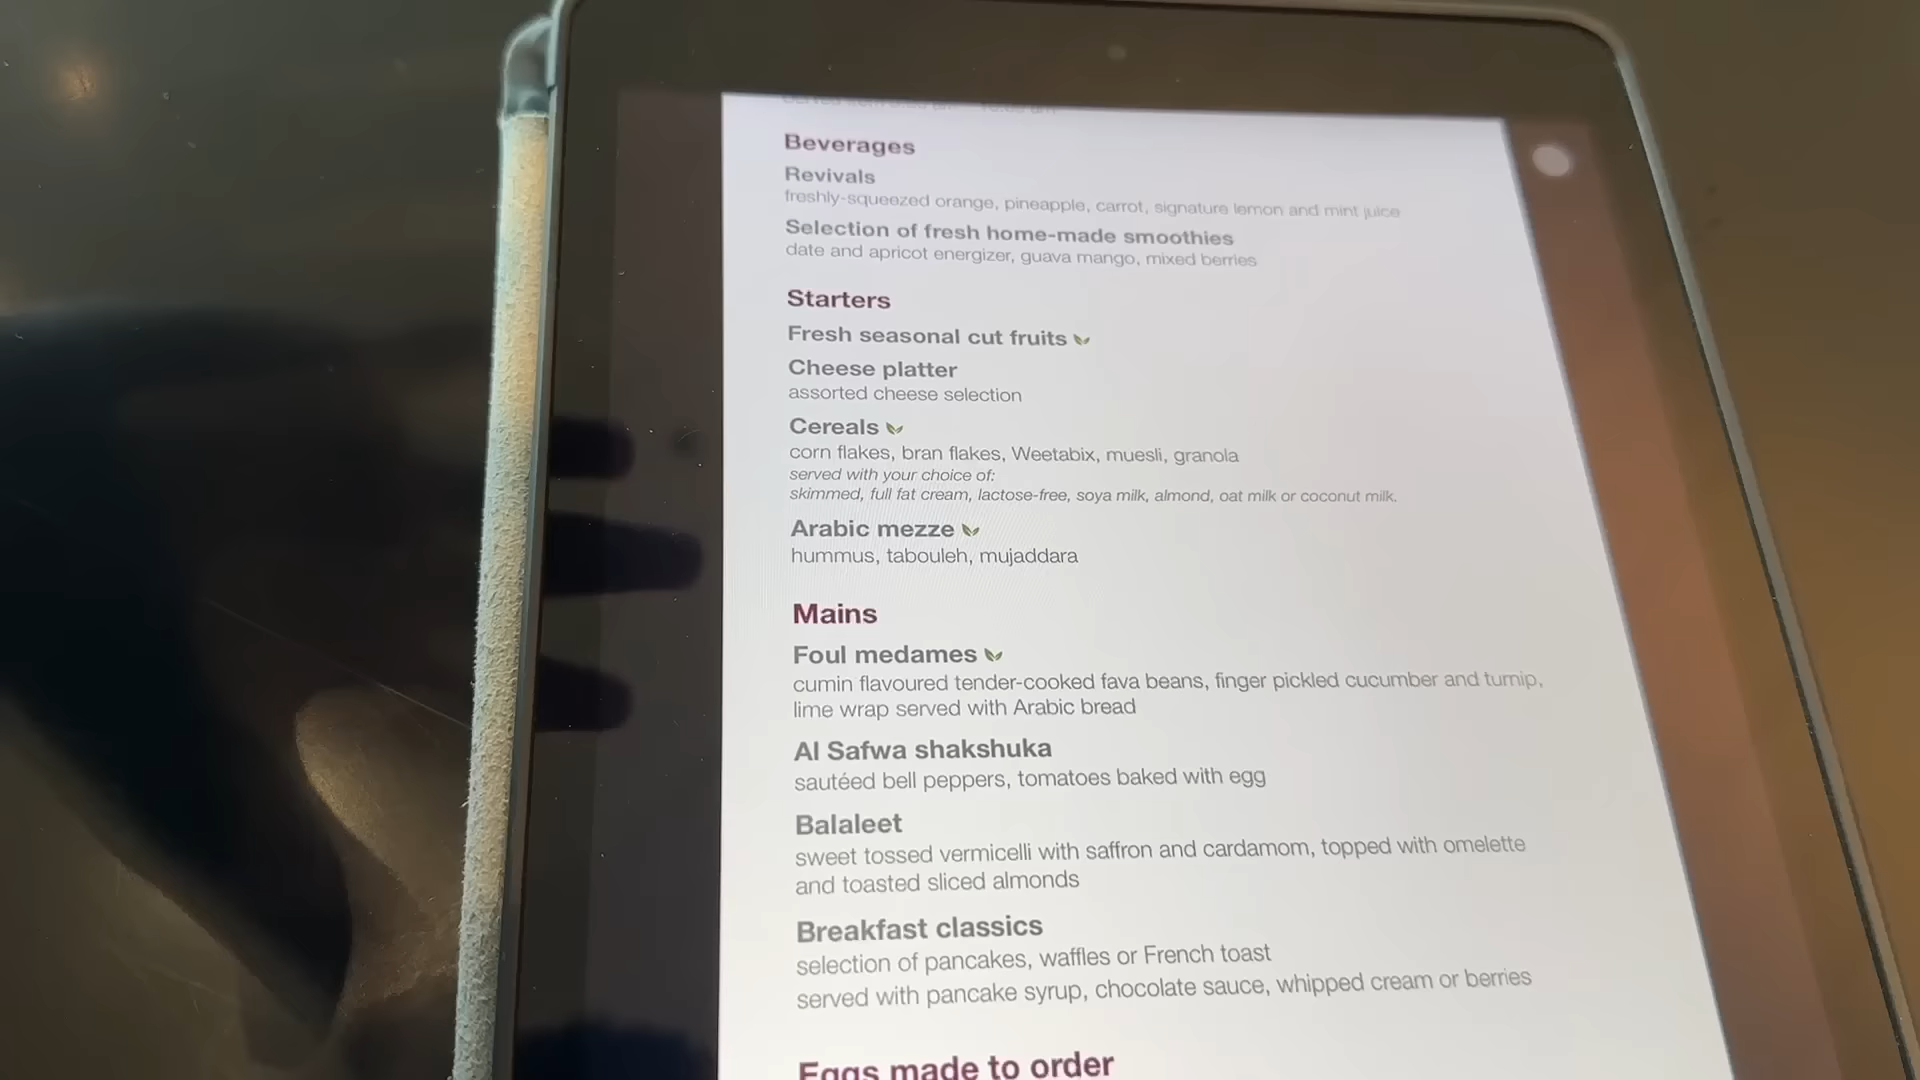 Beverages
Revivals
freshly-squeezed orange, pineapple, carrot, signature lemon and mint juice
Selection of fresh home-made smoothies
date and apricot energizer, guava mango, mixed berries
Starters
Fresh seasonal cut fruits
Cheese platter
assorted cheese selection
Cereals
corn flakes, bran flakes, Weetabix, muesli, granola
served with your choice of:
skimmed, full fat cream, lactose-free, soya milk, almond, oat milk or coconut milk.
Arabic mezze
hummus, tabouleh, mujaddara
Mains
Foul medames
cumin flavoured tender-cooked fava beans, finger pickled cucumber and turnip,
lime wrap served with Arabic bread
Al Safwa shakshuka
sautéed bell peppers, tomatoes baked with egg
Balaleet
sweet tossed vermicelli with saffron and cardamom, topped with omelette
and toasted sliced almonds
Breakfast classics
selection of pancakes, waffles or French toast
served with pancake syrup, chocolate sauce, whipped cream or berries
Eggs made to order